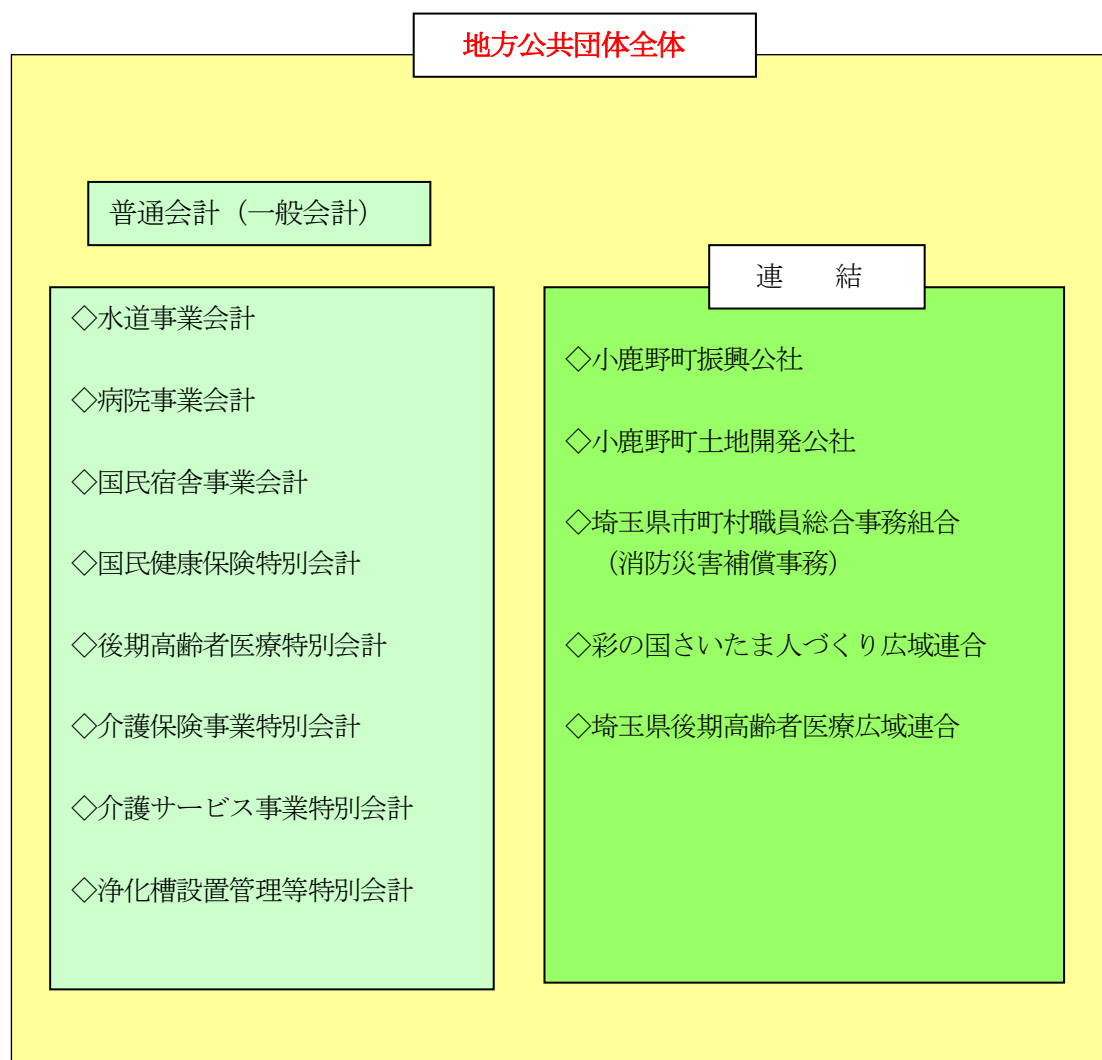 地方公共団体全体
普通会計（一般会計）
◇水道事業会計
◇病院事業会計
◇国民宿舎事業会計
◇国民健康保険特別会計
◇後期高齢者医療特別会計
◇介護保険事業特別会計
◇介護サービス事業特別会計
◇浄化槽設置管理等特別会計
連　　結
◇小鹿野町振興公社
◇小鹿野町土地開発公社
◇埼玉県市町村職員総合事務組合
（消防災害補償事務）
◇彩の国さいたま人づくり広域連合
◇埼玉県後期高齢者医療広域連合